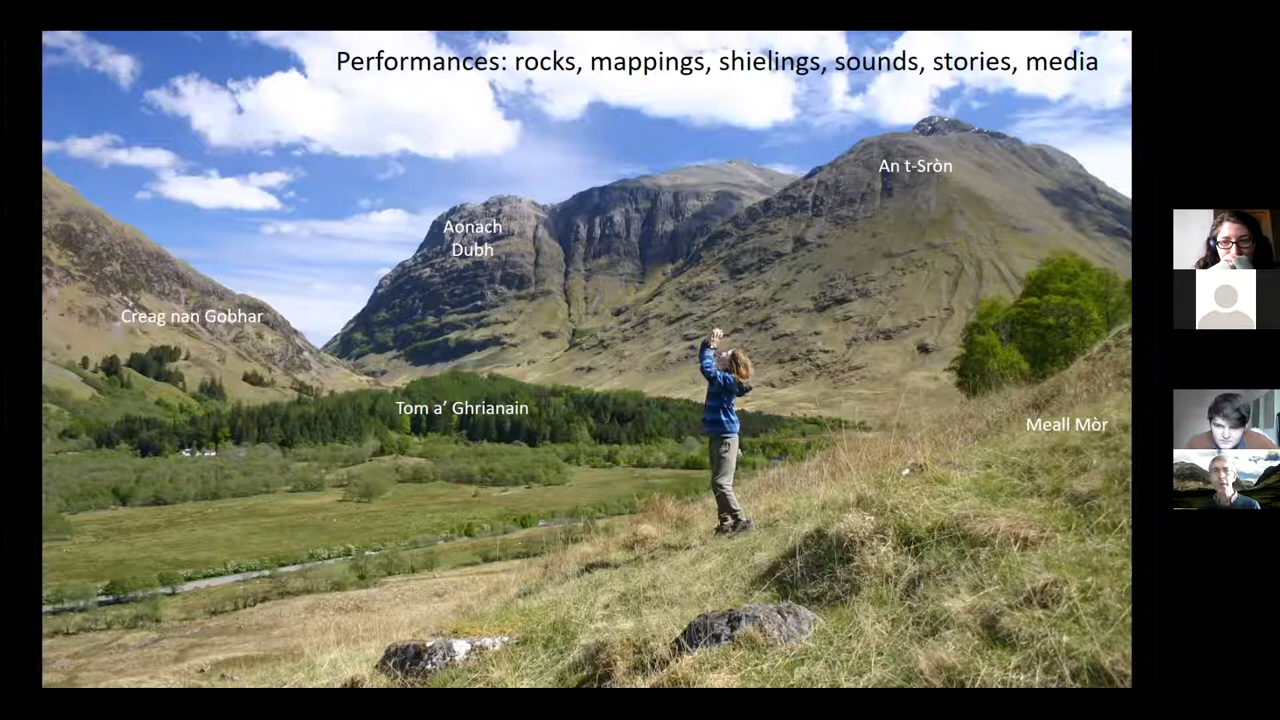 Performances: rocks, mappings, shielings, sounds, stories, media
An t-Sròn
Aonach
Dubh
Creag nan Gobhar
Tom a’ Ghrianain
Meall Mòr